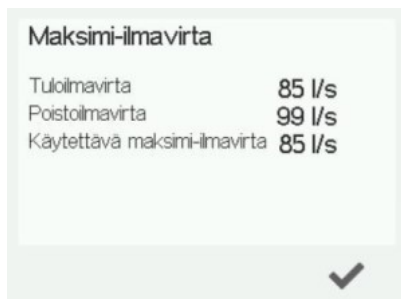 Maksimi-ilmavirta
Tuloilmavirta 85 l/s
Poistoilmavirta 99 l/s
Käytettävä maksimi-ilmavirta 85 l/s